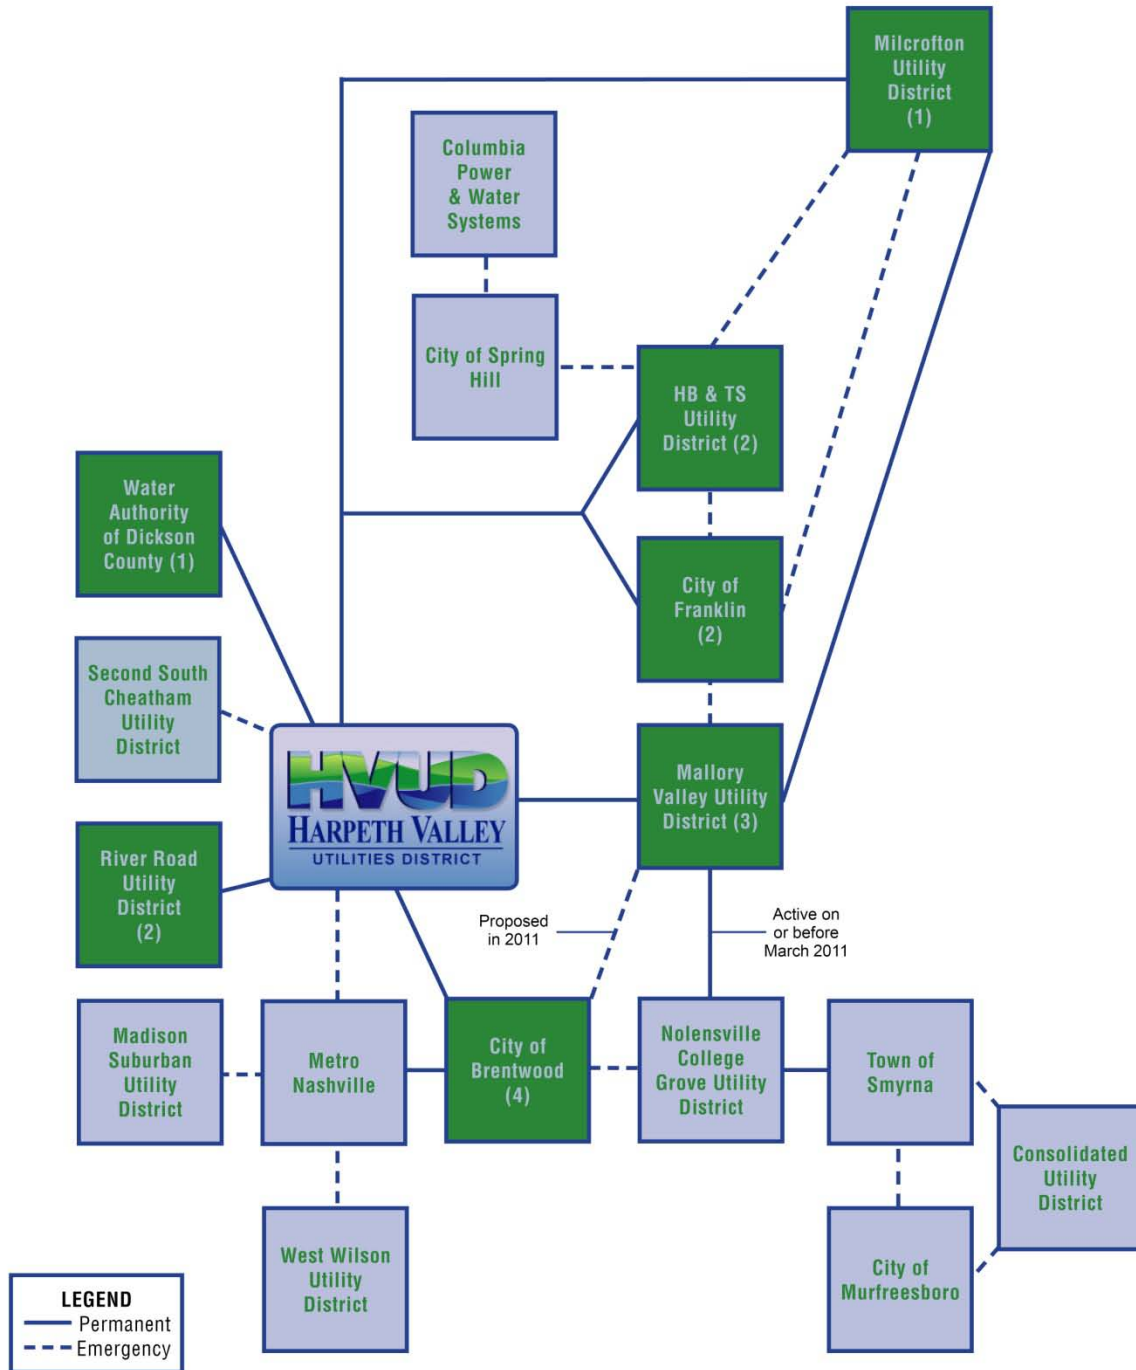 Milcrofton
Utility
District
(1)
Columbia
Power
& Water
Systems
City of Spring
Hill
HB & TS
Utility
District (2)
Water
Authority
of Dickson
County (1)
City of
Franklin
(2)
Second South
Cheatham
Utility
District
HVUD
HARPETH VALLEY
UTILITIES DISTRICT
Mallory
Valley Utility
District (3)
River Road
Utility
District
(2)
Proposed
in 2011
Active on
or before
March 2011
Madison
Suburban
Utility
District
Metro
Nashville
City of
Brentwood
(4)
Nolensville
College
Grove Utility
District
Town of
Smyrna
Consolidated
Utility
District
West Wilson
Utility
District
City of
Murfreesboro
LEGEND
Permanent
Emergency